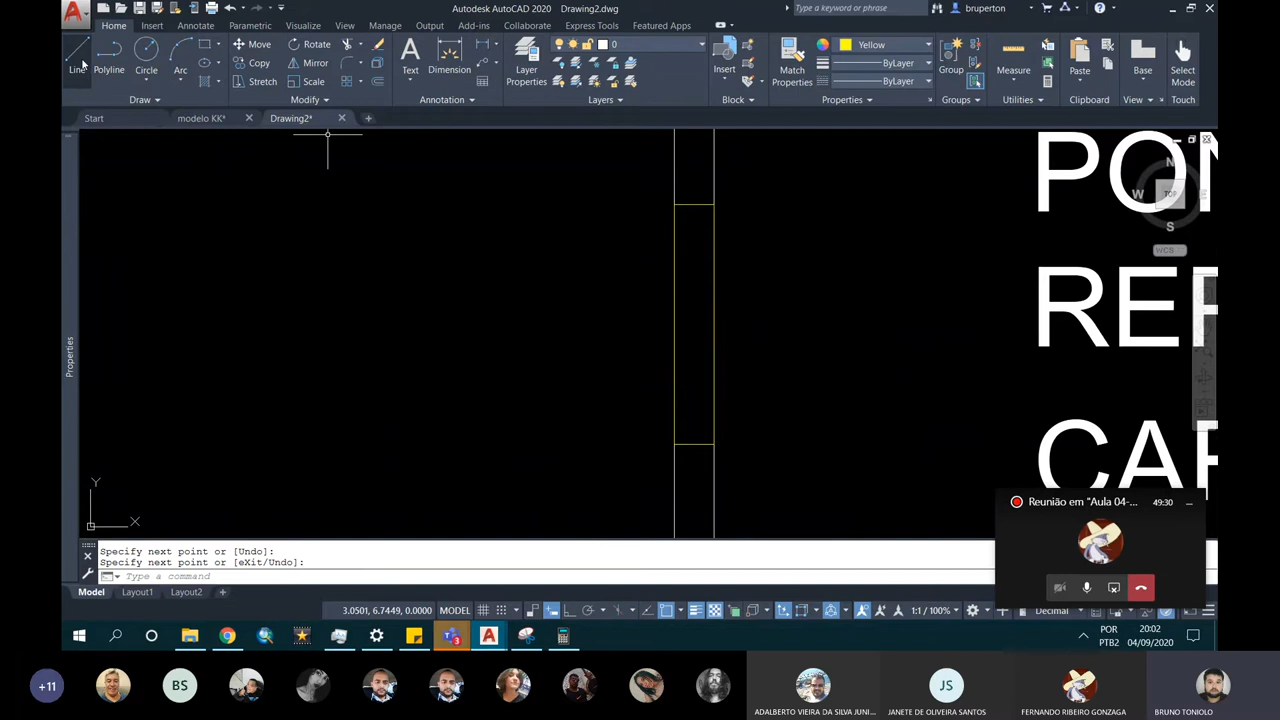 Autodesk AutoCAD 2020 Drawing2.dwg
Type a keyword or phrase
bruperton
Home Insert Annotate Parametric Visualize View Manage Output Add-ins Collaborate Express Tools Featured Apps
Line Polyline Circle Arc
Move Rotate
Copy Mirror
Stretch Scale
Text Dimension
Layer Properties
0
Insert
Match Properties
Yellow
ByLayer
ByLayer
Group Measure Paste Base Select Mode
Draw Modify Annotation Layers Block Properties Groups Utilities Clipboard View Touch
Start modelo KK* Drawing2*
N
W TOP
S
WCS
CAR
Properties
Y
X
Specify next point or [Undo]:
Specify next point or [eXit/Undo]:
Type a command
Model Layout1 Layout2
3.0501, 6.7449, 0.0000 MODEL 1:1 / 100% Decimal
Reunião em "Aula 04-... 49:30
3
A
POR
PTB2
20:02
04/09/2020
+11
BS
JS
ADALBERTO VIEIRA DA SILVA JUNI... JANETE DE OLIVEIRA SANTOS FERNANDO RIBEIRO GONZAGA BRUNO TONIOLO